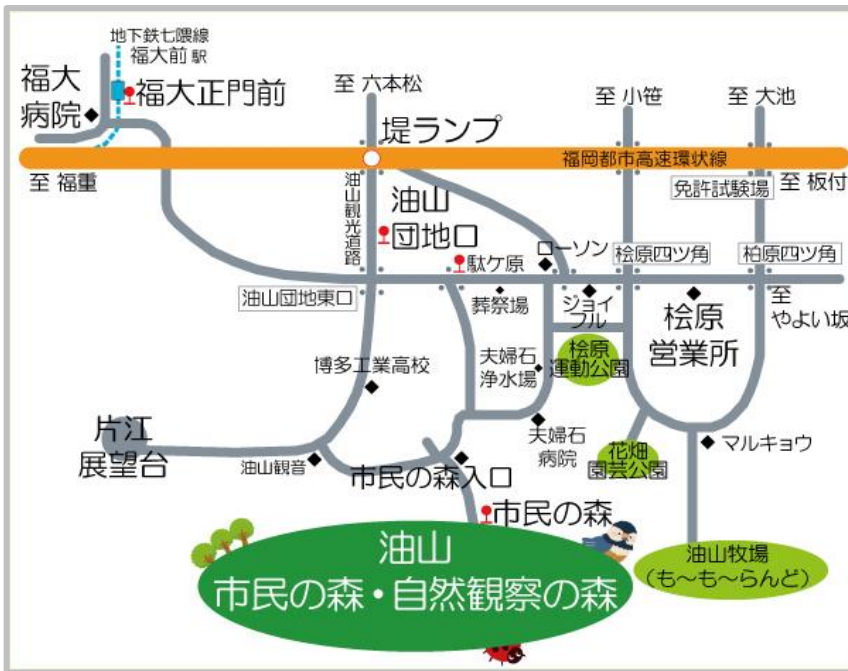 地下鉄七隈線
福大前駅
福大
病院
福大正門前
至 六本松
至 小笹
至 大池
堤ランプ
福岡都市高速環状線
至 福重
免許試験場
至 板付
油山観光道路
油山
団地口
駄ケ原
ローソン
桧原四ツ角
柏原四ツ角
油山団地東口
葬祭場
ジョイ
フル
至
やよい坂
桧原
営業所
博多工業高校
夫婦石
浄水場
桧原
運動公園
片江
展望台
油山観音
市民の森入口
夫婦石
病院
花畑
園芸公園
マルキョウ
市民の森
油山
市民の森・自然観察の森
油山牧場
（も～も～らんど）